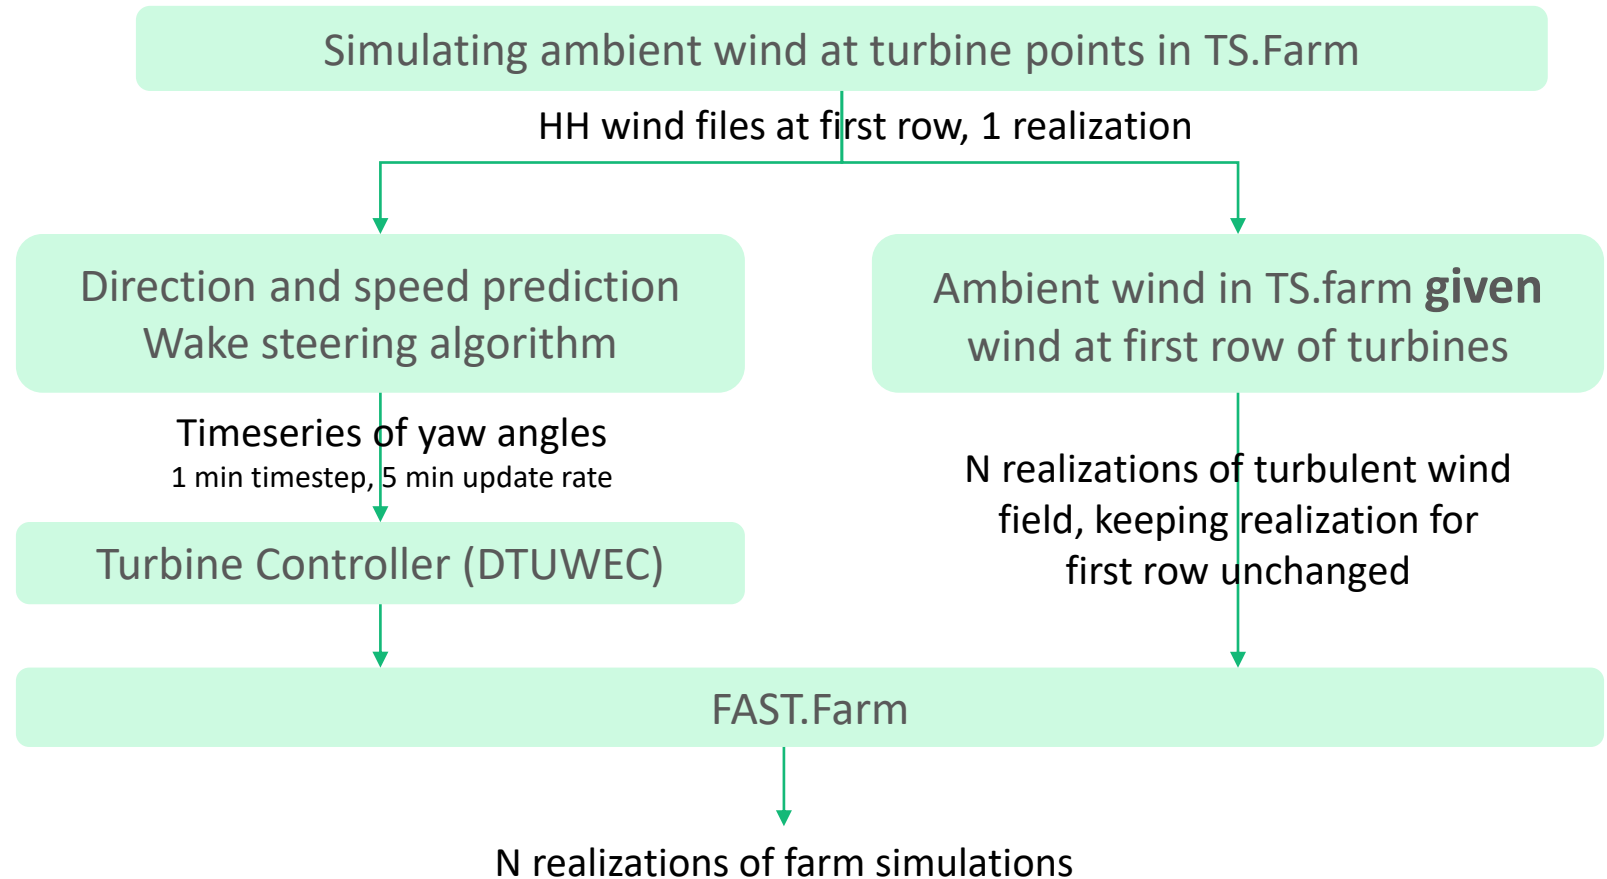 Simulating ambient wind at turbine points in TS.Farm
HH wind files at first row, 1 realization
Direction and speed prediction
Wake steering algorithm
Ambient wind in TS.farm given
wind at first row of turbines
Timeseries of yaw angles
1 min timestep, 5 min update rate
N realizations of turbulent wind
field, keeping realization for
first row unchanged
Turbine Controller (DTUWEC)
FAST.Farm
N realizations of farm simulations